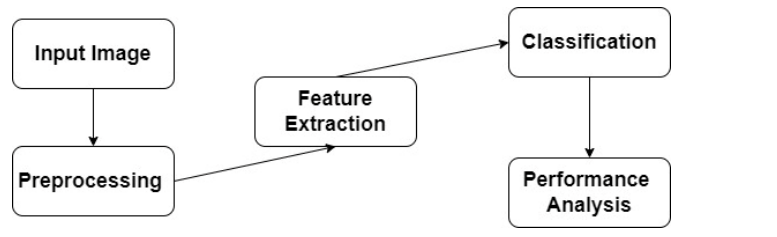 Input Image
Preprocessing
Feature
Extraction
Classification
Performance
Analysis